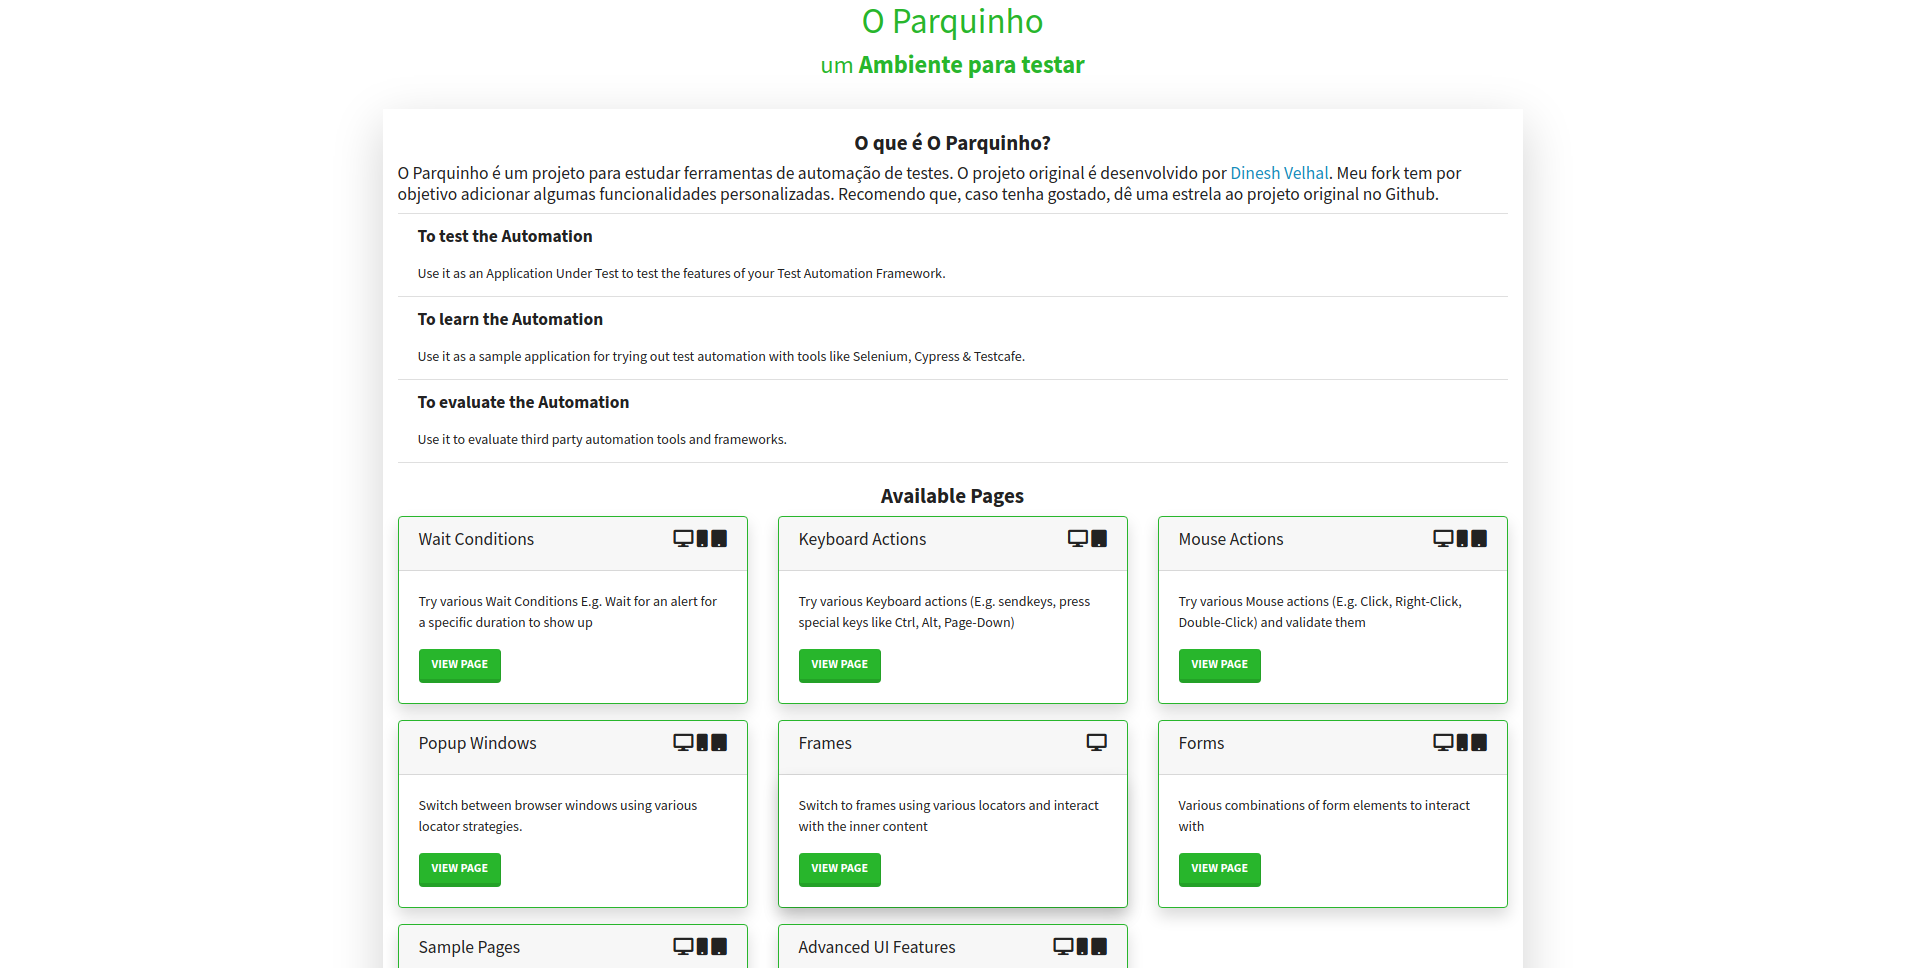 O Parquinho
um Ambiente para testar
O que é O Parquinho?
O Parquinho é um projeto para estudar ferramentas de automação de testes. O projeto original é desenvolvido por Dinesh Velhal. Meu fork tem por
objetivo adicionar algumas funcionalidades personalizadas. Recomendo que, caso tenha gostado, dê uma estrela ao projeto original no Github.
To test the Automation
Use it as an Application Under Test to test the features of your Test Automation Framework.
To learn the Automation
Use it as a sample application for trying out test automation with tools like Selenium, Cypress & Testcafe.
To evaluate the Automation
Use it to evaluate third party automation tools and frameworks.
Available Pages
Wait Conditions
Try various Wait Conditions E.g. Wait for an alert for
a specific duration to show up
VIEW PAGE
Keyboard Actions
Try various Keyboard actions (E.g. sendkeys, press
special keys like Ctrl, Alt, Page-Down)
VIEW PAGE
Mouse Actions
Try various Mouse actions (E.g. Click, Right-Click,
Double-Click) and validate them
VIEW PAGE
Popup Windows
Switch between browser windows using various
locator strategies.
VIEW PAGE
Frames
Switch to frames using various locators and interact
with the inner content
VIEW PAGE
Forms
Various combinations of form elements to interact
with
VIEW PAGE
Sample Pages
Advanced UI Features